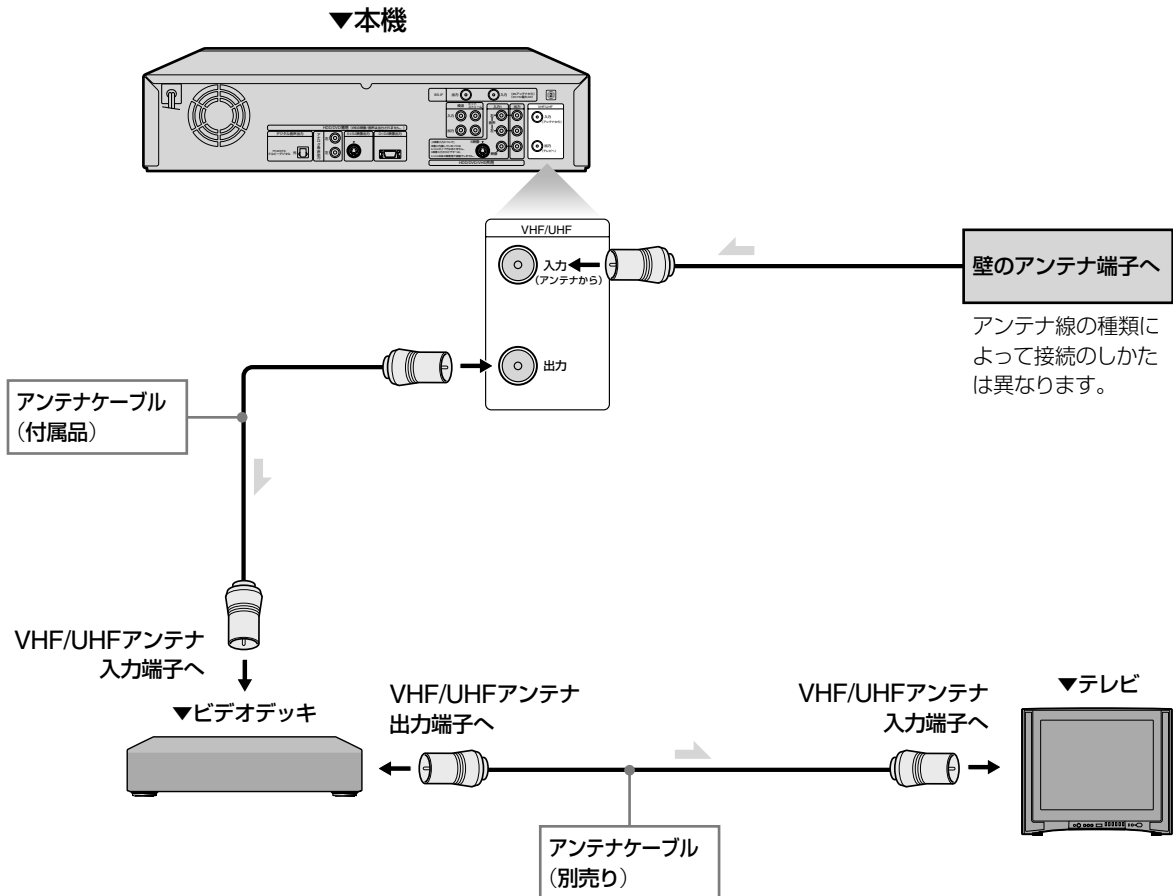 ▼本機
HDD/DVD専用
VHF/UHF
入力
(アンテナから)
出力
壁のアンテナ端子へ
アンテナ線の種類に
よって接続のしかた
は異なります。
アンテナケーブル
(付属品)
VHF/UHFアンテナ
入力端子へ
▼ビデオデッキ
VHF/UHFアンテナ
出力端子へ
VHF/UHFアンテナ
入力端子へ
▼テレビ
アンテナケーブル
(別売り)